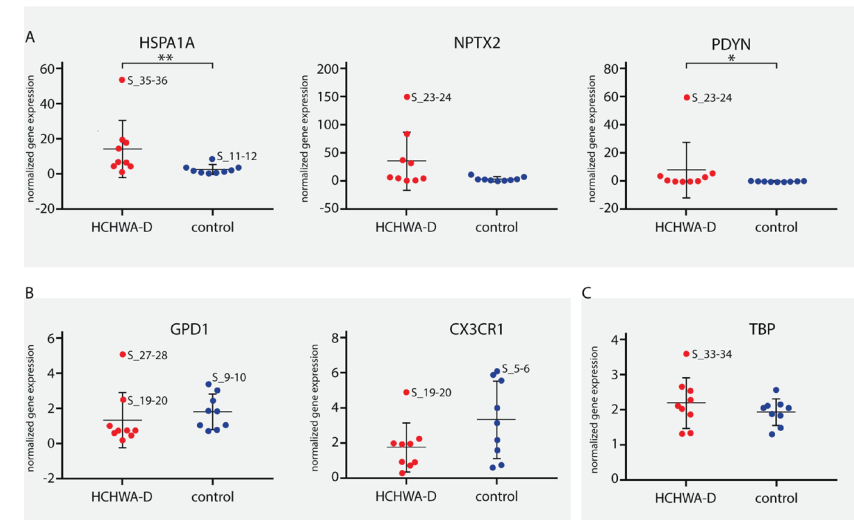 A
HSPA1A
NPTX2
PDYN
normalized gene expression
60
40
20
0
-20
**
S_35-36
S_11-12
HCHWA-D
control
normalized gene expression
200
150
100
50
0
-50
S_23-24
HCHWA-D
control
normalized gene expression
80
60
40
20
0
-20
*
S_23-24
HCHWA-D
control
B
GPD1
CX3CR1
normalized gene expression
6
4
2
0
-2
S_27-28
S_19-20
S_9-10
HCHWA-D
control
normalized gene expression
8
6
4
2
0
S_19-20
S_5-6
HCHWA-D
control
C
TBP
normalized gene expression
4
3
2
1
0
S_33-34
HCHWA-D
control